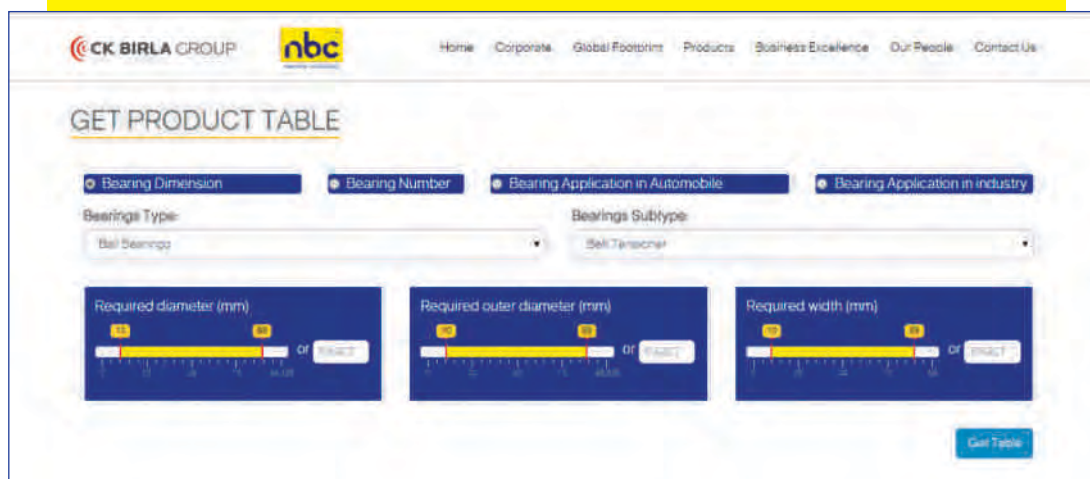 CK BIRLA GROUP nbc Home Corporate Global Footprint Products Business Excellence Our People Contact Us
GET PRODUCT TABLE
Bearing Dimension Bearing Number Bearing Application in Automobile Bearing Application in industry
Bearings Type: Bearings Subtype:
Ball Bearings Belt Tensioner
Required diameter (mm) Required outer diameter (mm) Required width (mm)
or or or
Get Table